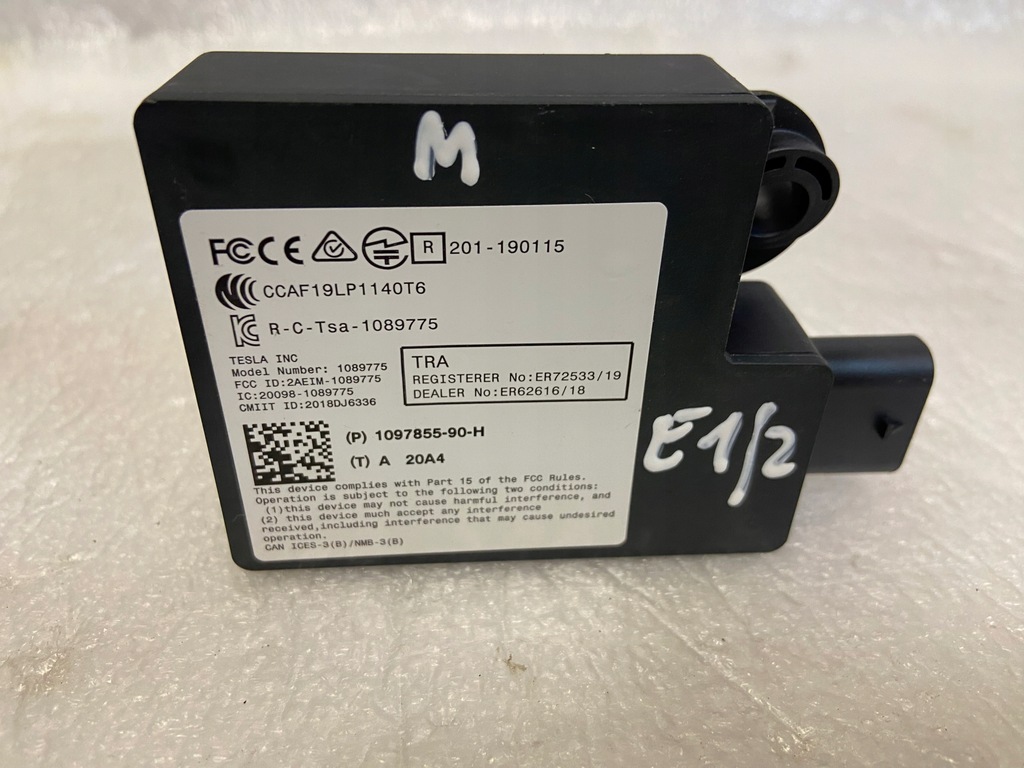 M
FC CE R 201-190115
CCAF19LP1140T6
R-C-Tsa-1089775
TESLA INC
Model Number: 1089775
FCC ID:2AEIM-1089775
IC:20098-1089775
CMIIT ID:2018DJ6336
TRA
REGISTERER No:ER72533/19
DEALER No:ER62616/18
E1/2
(P) 1097855-90-H
(T) A 20A4
This device complies with Part 15 of the FCC Rules.
Operation is subject to the following two conditions:
(1)this device may not cause harmful interference, and
(2) this device much accept any interference
received,including interference that may cause undesired
operation.
CAN ICES-3(B)/NMB-3(B)